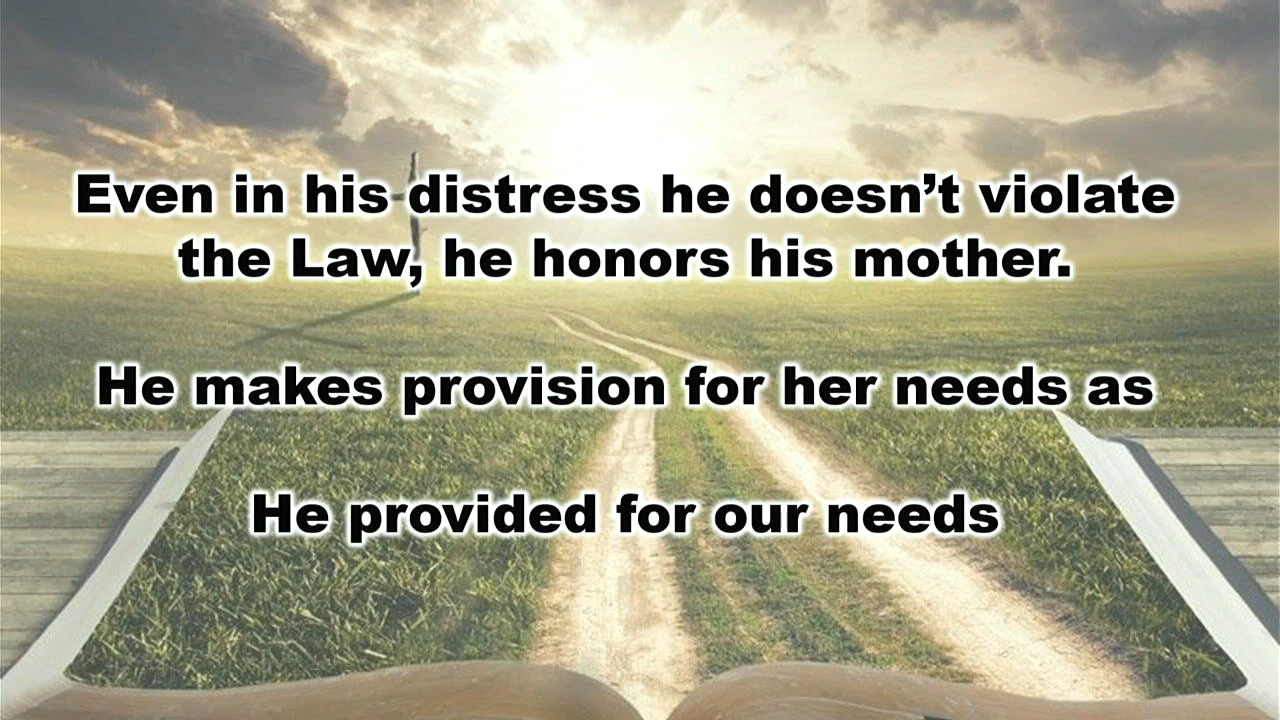 Even in his distress he doesn’t violate
the Law, he honors his mother.
He makes provision for her needs as
He provided for our needs